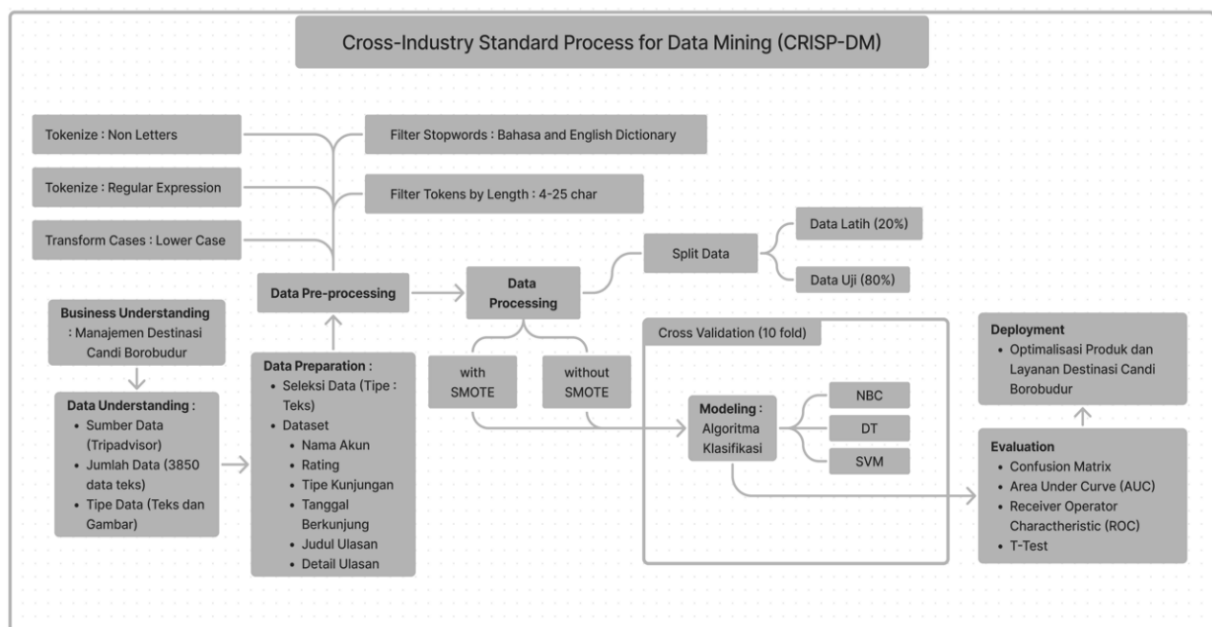 Cross-Industry Standard Process for Data Mining (CRISP-DM)
Tokenize : Non Letters
Filter Stopwords : Bahasa and English Dictionary
Tokenize : Regular Expression
Filter Tokens by Length : 4-25 char
Transform Cases : Lower Case
Data Latih (20%)
Split Data
Data Uji (80%)
Data Pre-processing
Data
Processing
Business Understanding
: Manajemen Destinasi
Candi Borobudur
Data Understanding :
• Sumber Data
(Tripadvisor)
• Jumlah Data (3850
data teks)
• Tipe Data (Teks dan
Gambar)
Data Preparation :
• Seleksi Data (Tipe :
Teks)
• Dataset
• Nama Akun
• Rating
• Tipe Kunjungan
• Tanggal
Berkunjung
• Judul Ulasan
• Detail Ulasan
with
SMOTE
without
SMOTE
Cross Validation (10 fold)
Modeling :
Algoritma
Klasifikasi
NBC
DT
SVM
Deployment
• Optimalisasi Produk dan
Layanan Destinasi Candi
Borobudur
Evaluation
• Confusion Matrix
• Area Under Curve (AUC)
• Receiver Operator
Charactheristic (ROC)
• T-Test